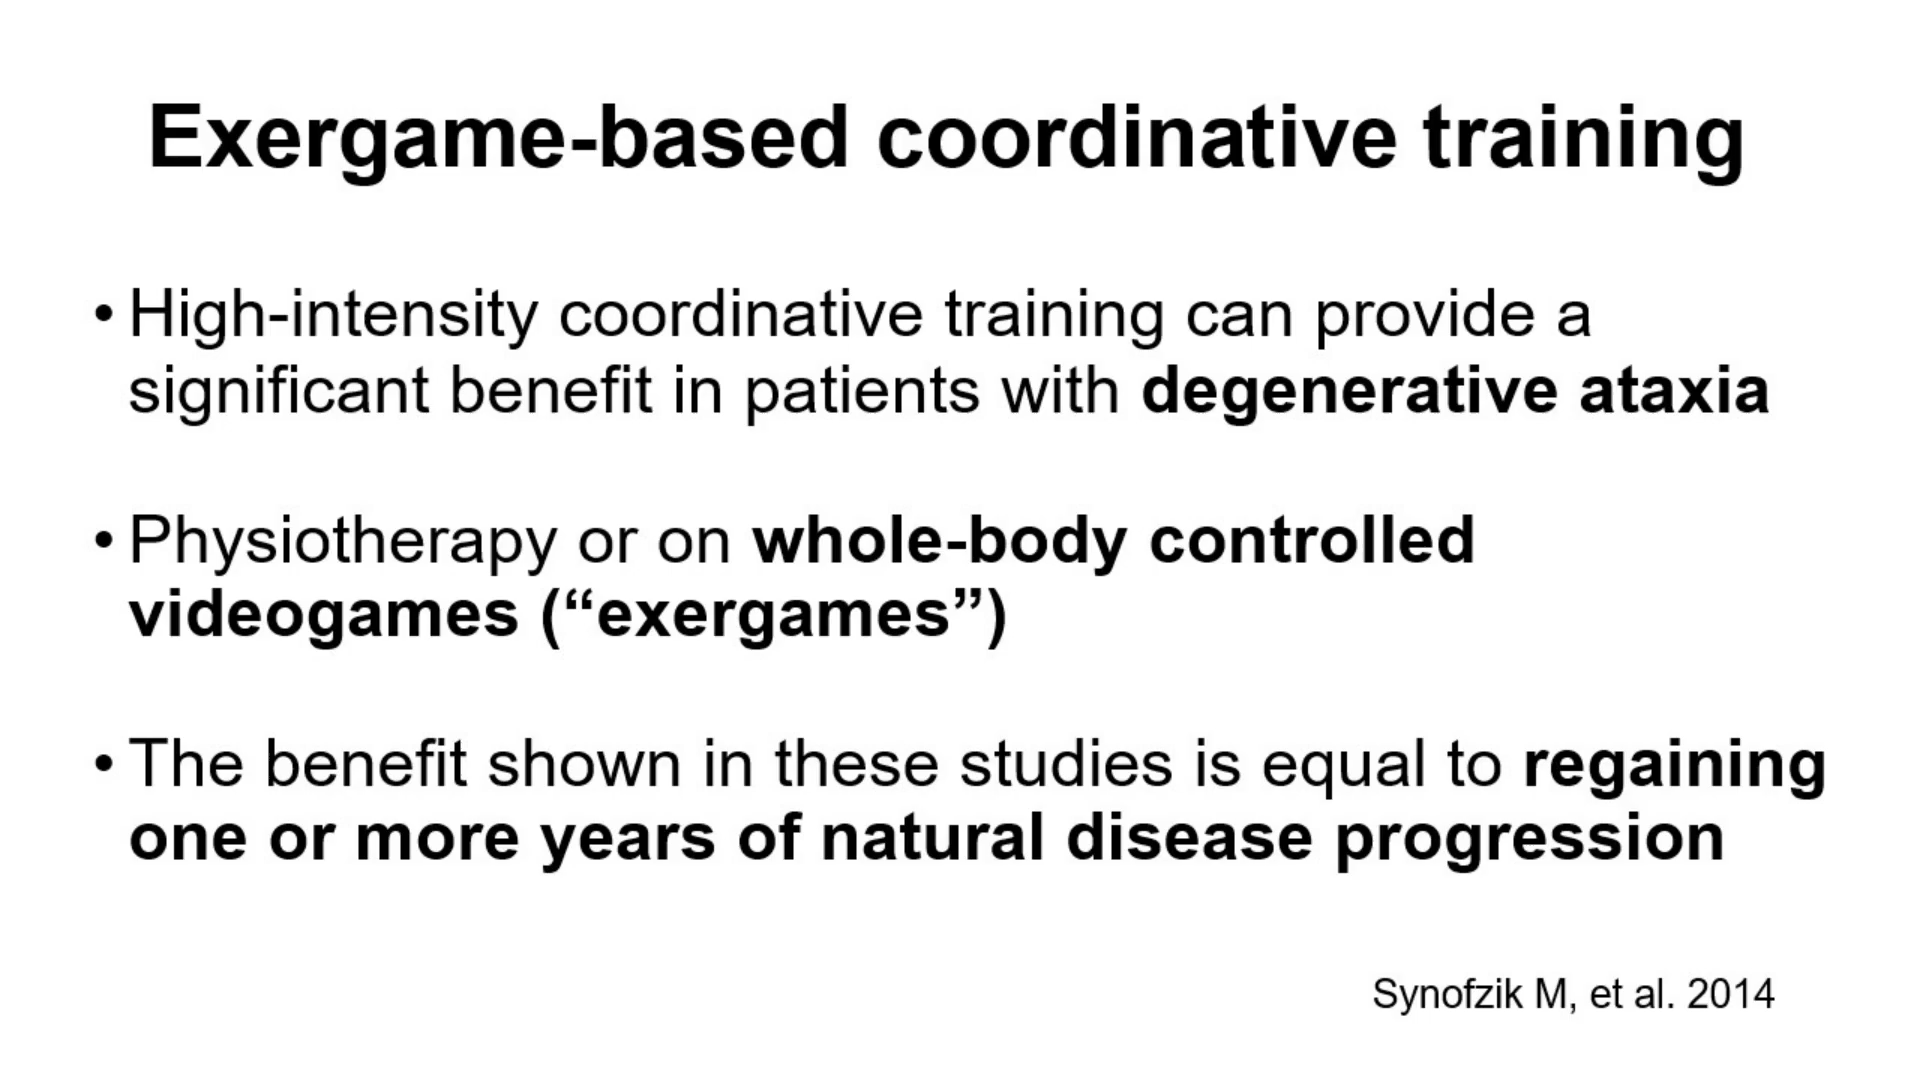 Exergame-based coordinative training
• High-intensity coordinative training can provide a
significant benefit in patients with degenerative ataxia
• Physiotherapy or on whole-body controlled
videogames (“exergames”)
• The benefit shown in these studies is equal to regaining
one or more years of natural disease progression
Synofzik M, et al. 2014